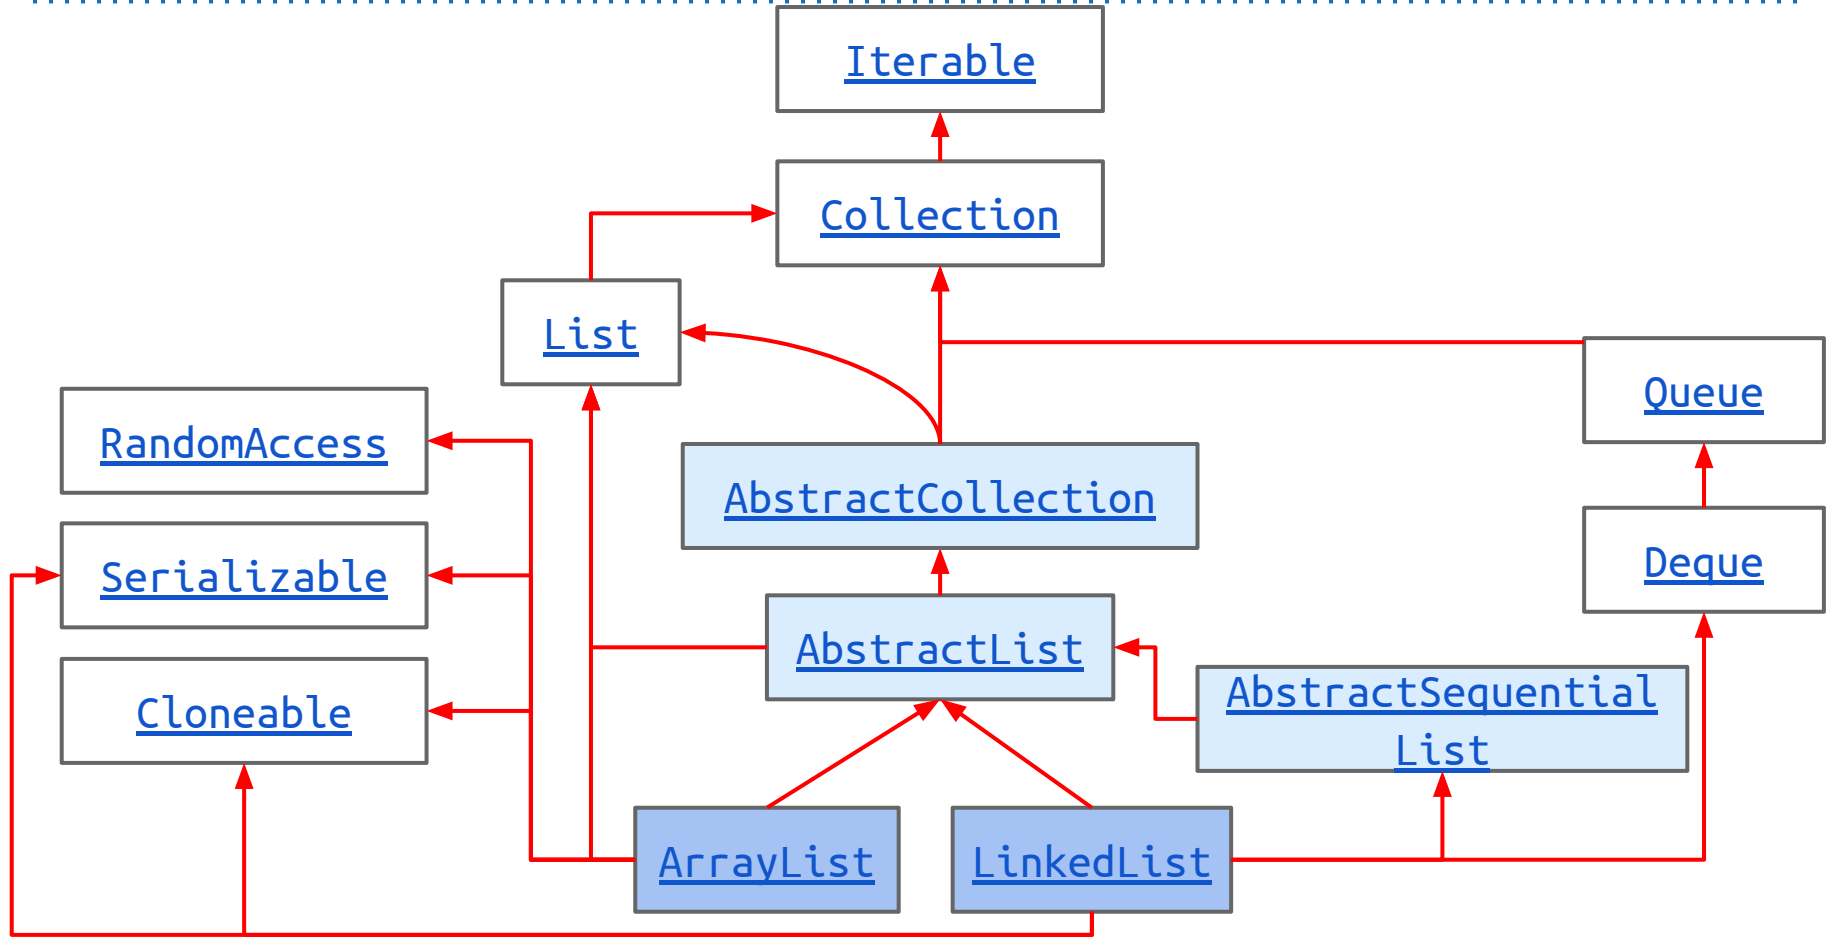 Iterable
Collection
List
Queue
RandomAccess
AbstractCollection
Serializable
Deque
AbstractList
AbstractSequential
List
Cloneable
ArrayList
LinkedList